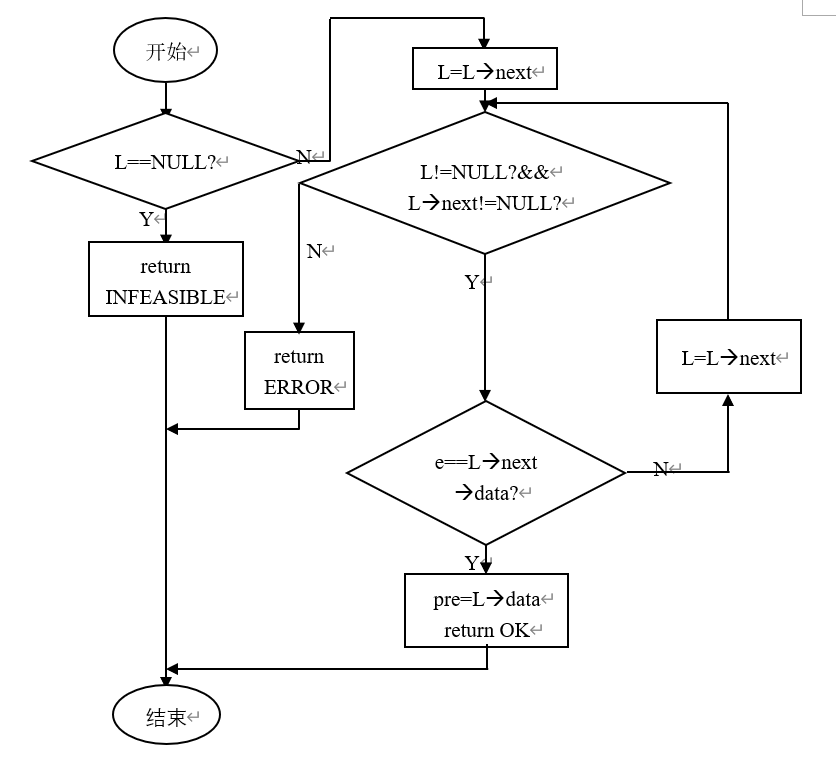 开始↵
L=L→next↵
L==NULL?↵
N↵
L!=NULL?&&↵
L→next!=NULL?↵
Y↵
return
INFEASIBLE↵
N↵
Y↵
return
ERROR↵
L=L→next↵
e==L→next
→data?↵
N↵
Y↵
pre=L→data↵
return OK↵
结束↵